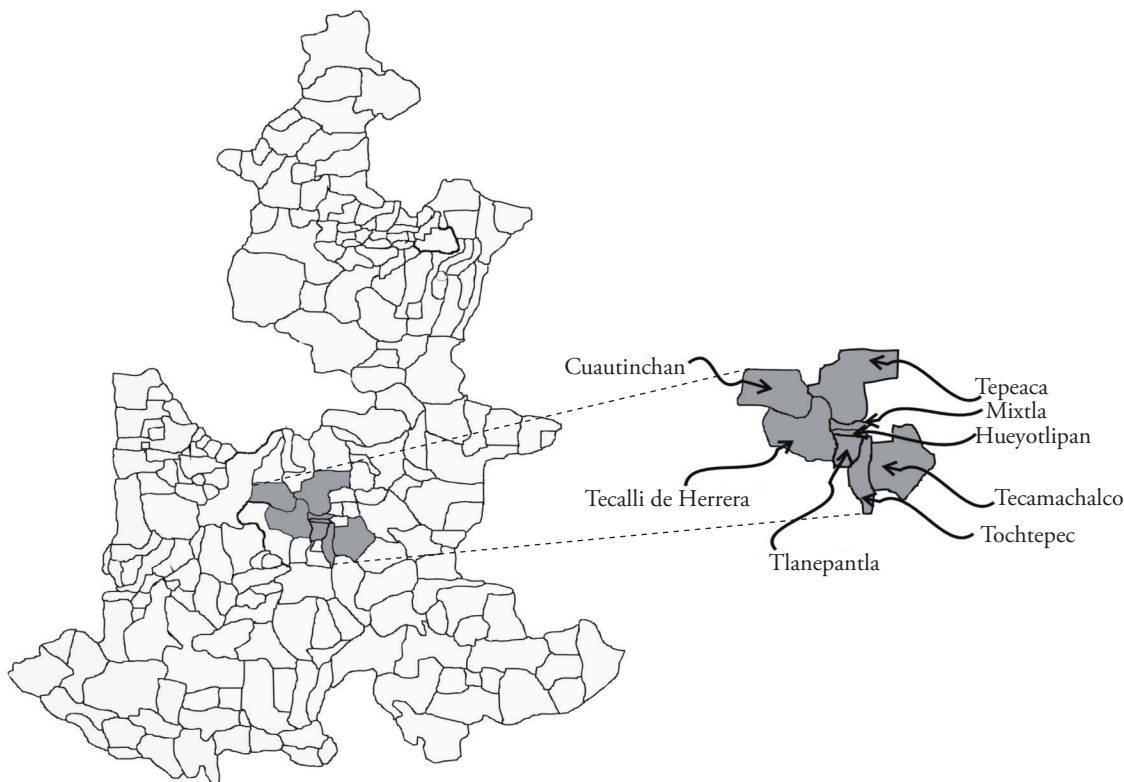 Cuautinchan
Tepeaca
Mixtla
Hueyotlipan
Tecalli de Herrera
Tecamachalco
Tochtepec
Tlanepantla